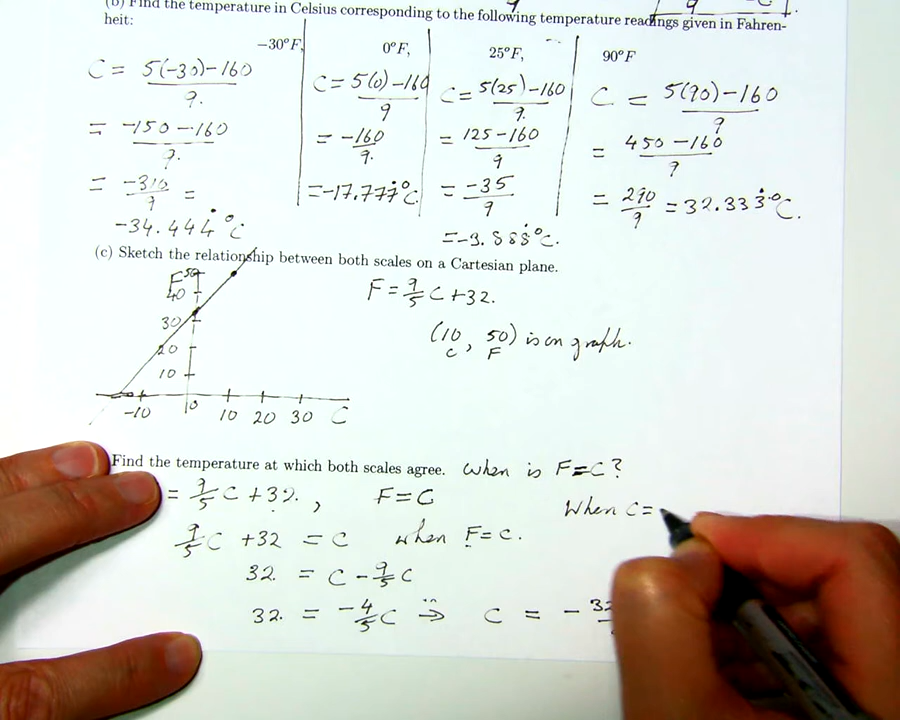 (b) Find the temperature in Celsius corresponding to the following temperature readings given in Fahren-
heit:
−30°F, 0°F, 25°F, 90°F
C = 5(-30)-160 / 9.
= -150 -160 / 9.
= -310 / 9 =
-34.444̇°C
C = 5(0)-160 / 9
= -160 / 9.
= -17.777̇°C
C = 5(25)-160 / 9.
= 125-160 / 9
= -35 / 9
= -3.888̇°C.
C = 5(90)-160 / 9
= 450-160 / 9
= 290/9 = 32.333̇°C.
(c) Sketch the relationship between both scales on a Cartesian plane.
F 50
40
30
20
10
-10 0 10 20 30 C
F = 9/5 C + 32.
(10, 50) is on graph.
C F
Find the temperature at which both scales agree. When is F=C?
= 9/5 C + 32. , F = C
When C=
9/5 C + 32 = C when F = C.
32. = C - 9/5 C
32. = -4/5 C ⇒ C = - 32